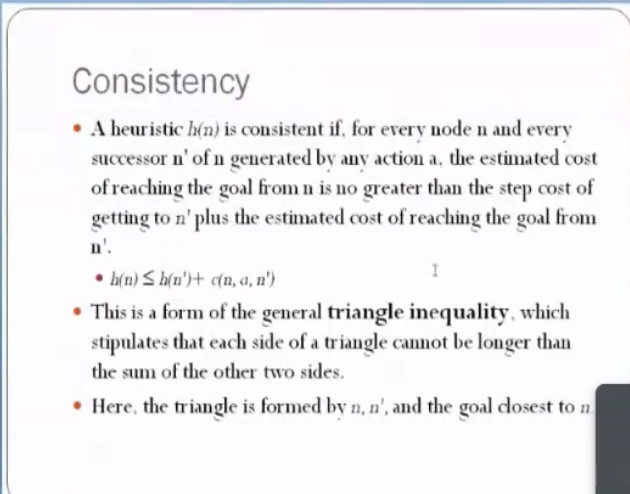 Consistency
• A heuristic h(n) is consistent if, for every node n and every
successor n' of n generated by any action a, the estimated cost
of reaching the goal from n is no greater than the step cost of
getting to n' plus the estimated cost of reaching the goal from
n'.
• h(n) ≤ h(n')+ c(n, a, n')
• This is a form of the general triangle inequality, which
stipulates that each side of a triangle cannot be longer than
the sum of the other two sides.
• Here, the triangle is formed by n, n', and the goal closest to n